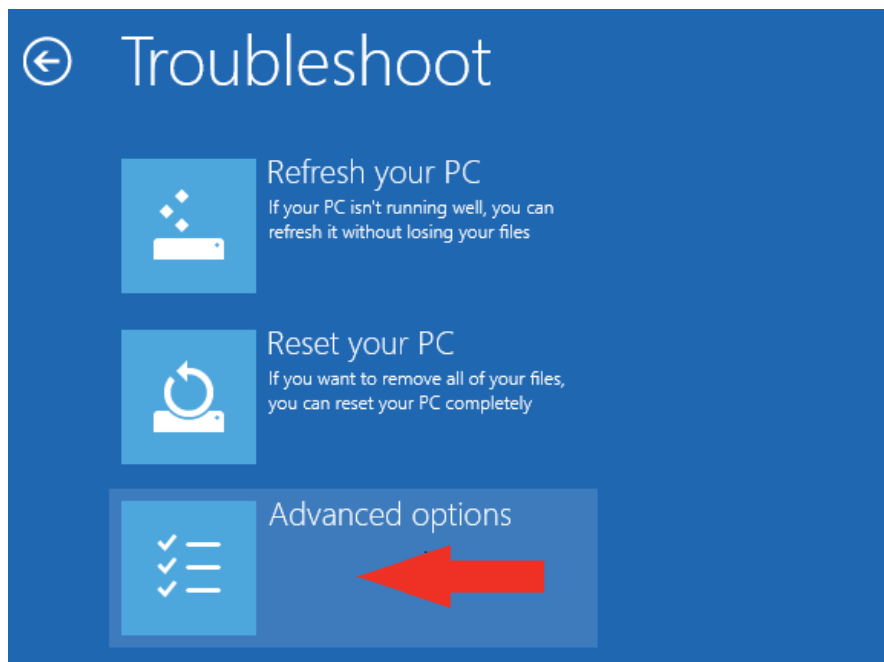 Troubleshoot
Refresh your PC
If your PC isn't running well, you can
refresh it without losing your files
Reset your PC
If you want to remove all of your files,
you can reset your PC completely
Advanced options